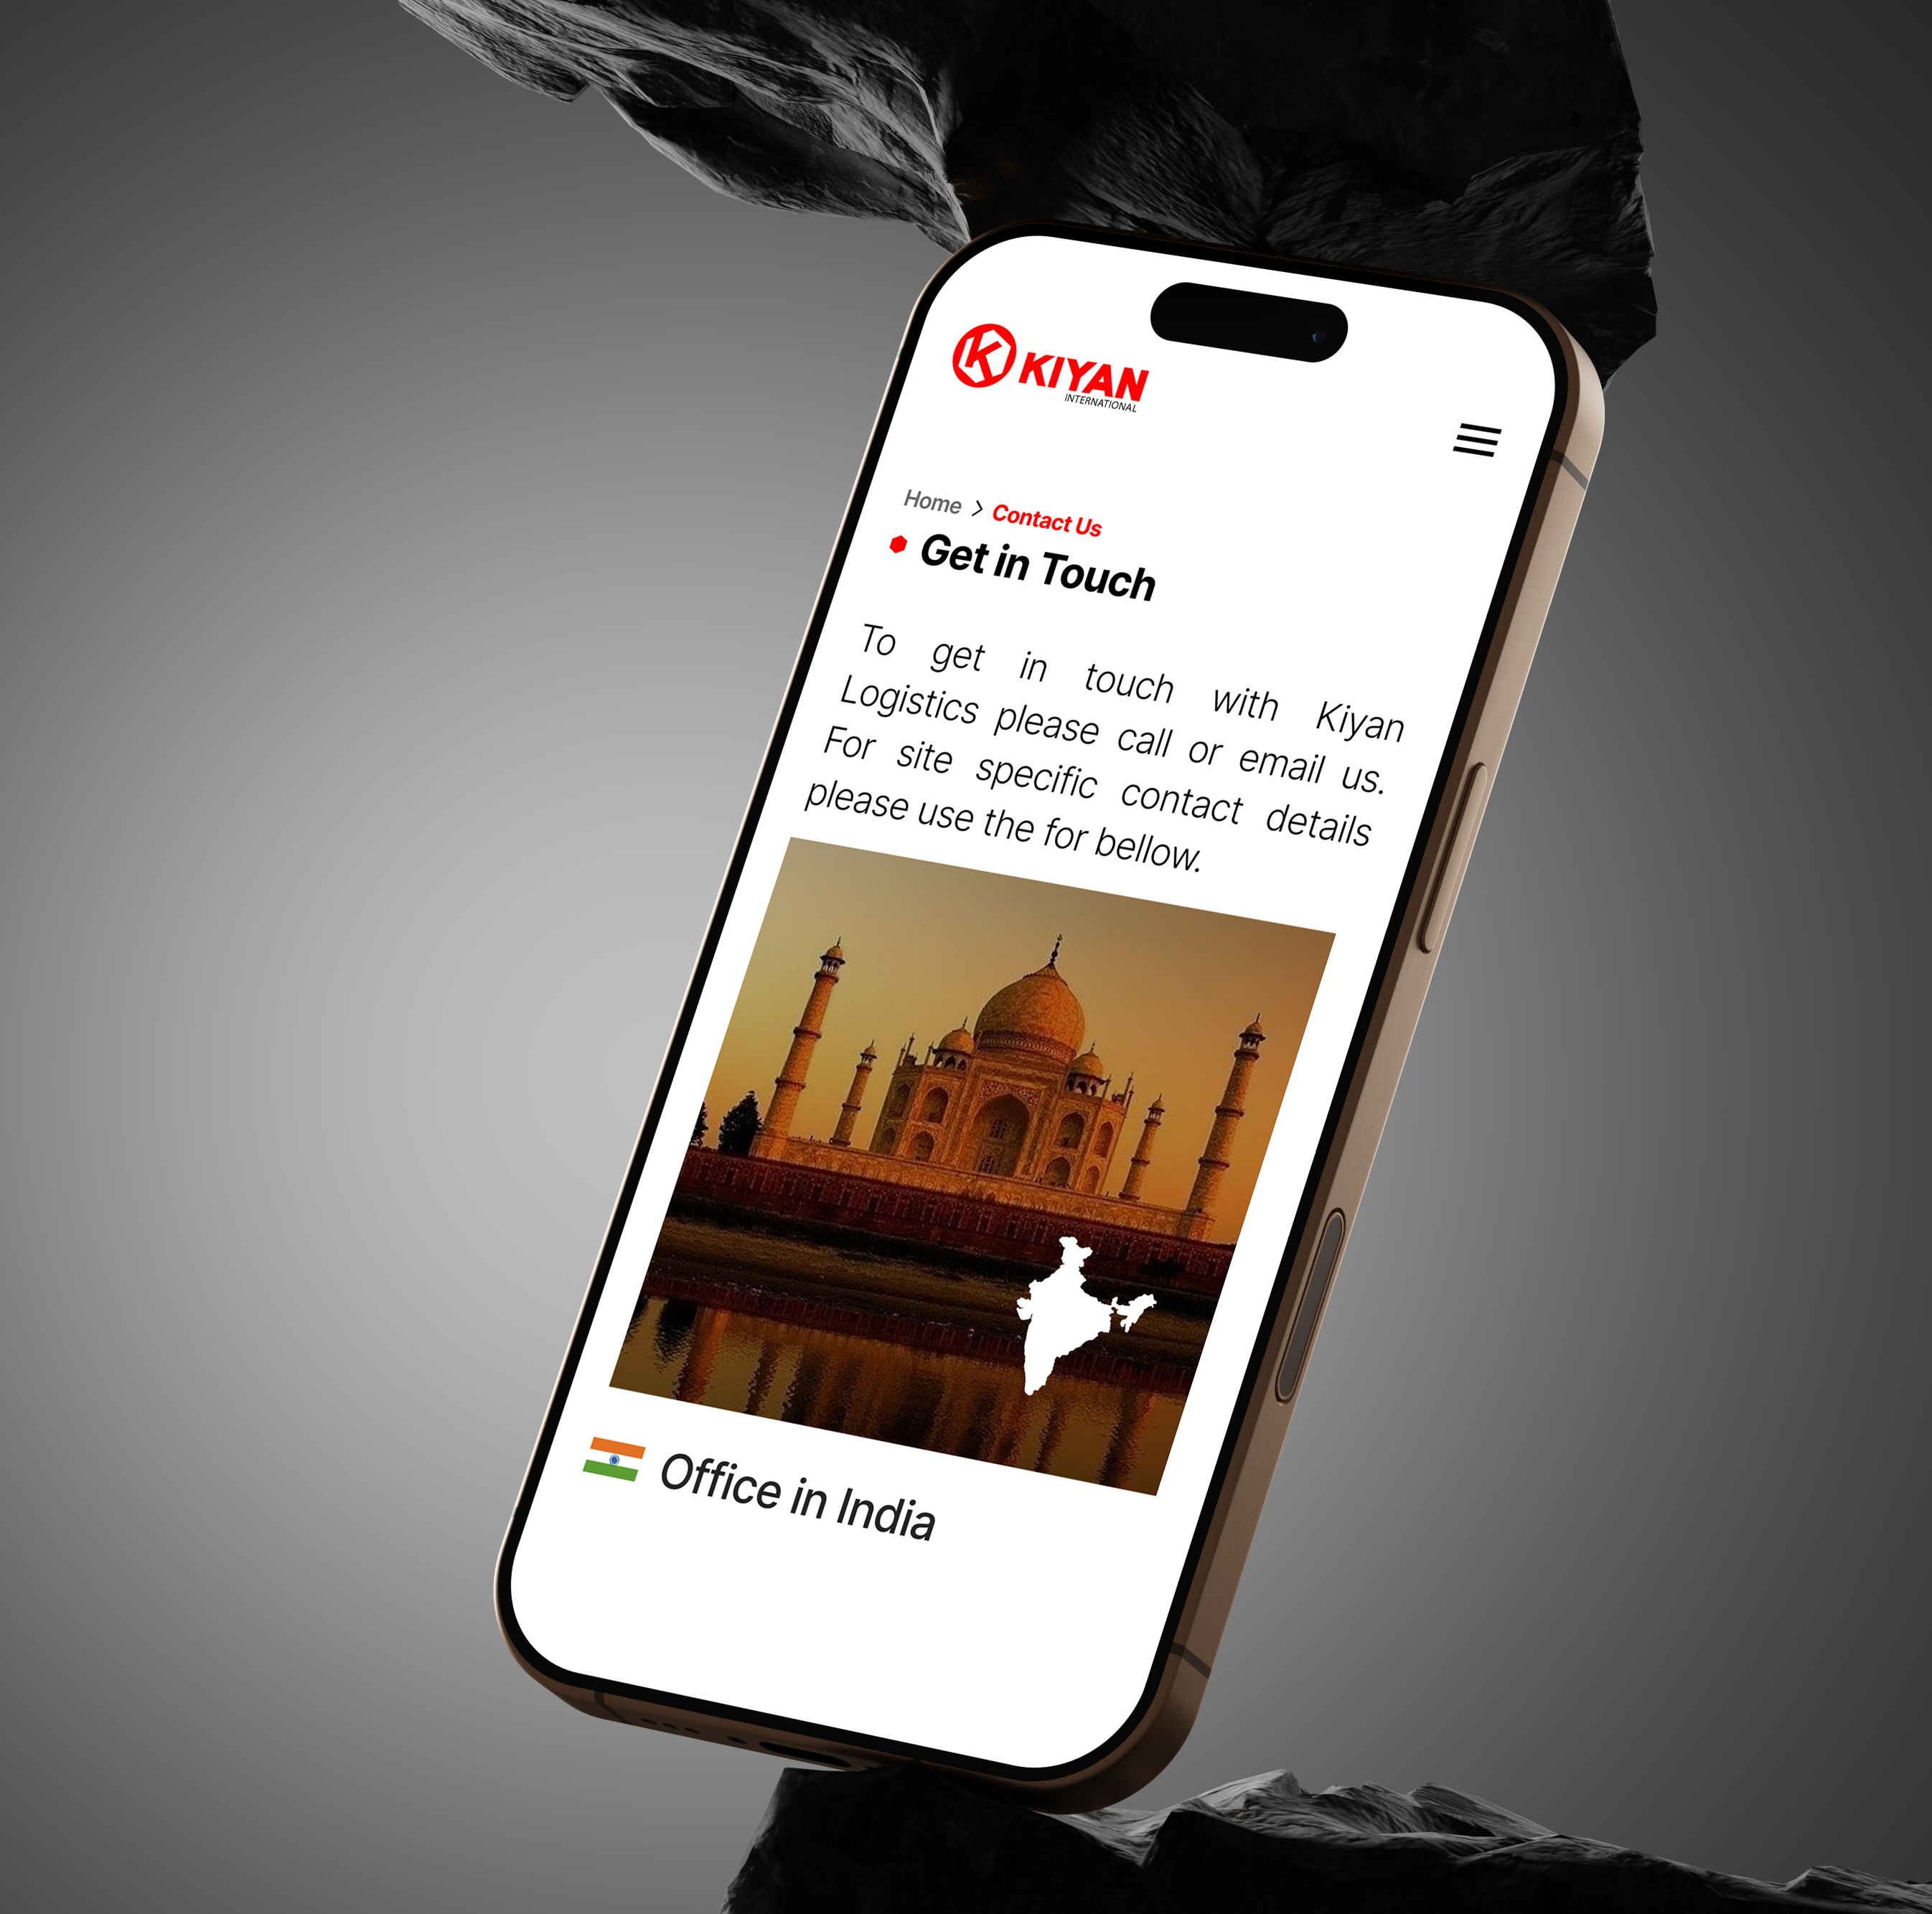 KIYAN
INTERNATIONAL
Home > Contact Us
Get in Touch
To get in touch with Kiyan
Logistics please call or email us.
For site specific contact details
please use the for bellow.
Office in India